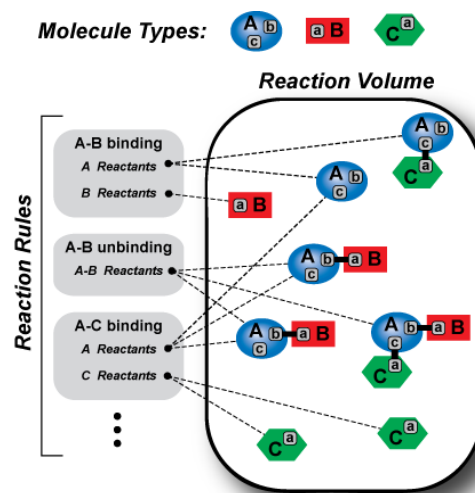 Molecule Types:
A b c
a B
C a
Reaction Volume
Reaction Rules
A-B binding
A Reactants
B Reactants
A-B unbinding
A-B Reactants
A-C binding
A Reactants
C Reactants
A b c
C a
A b c
a B
A b c
a B
A b c
a B
A b c
a B
C a
C a
C a